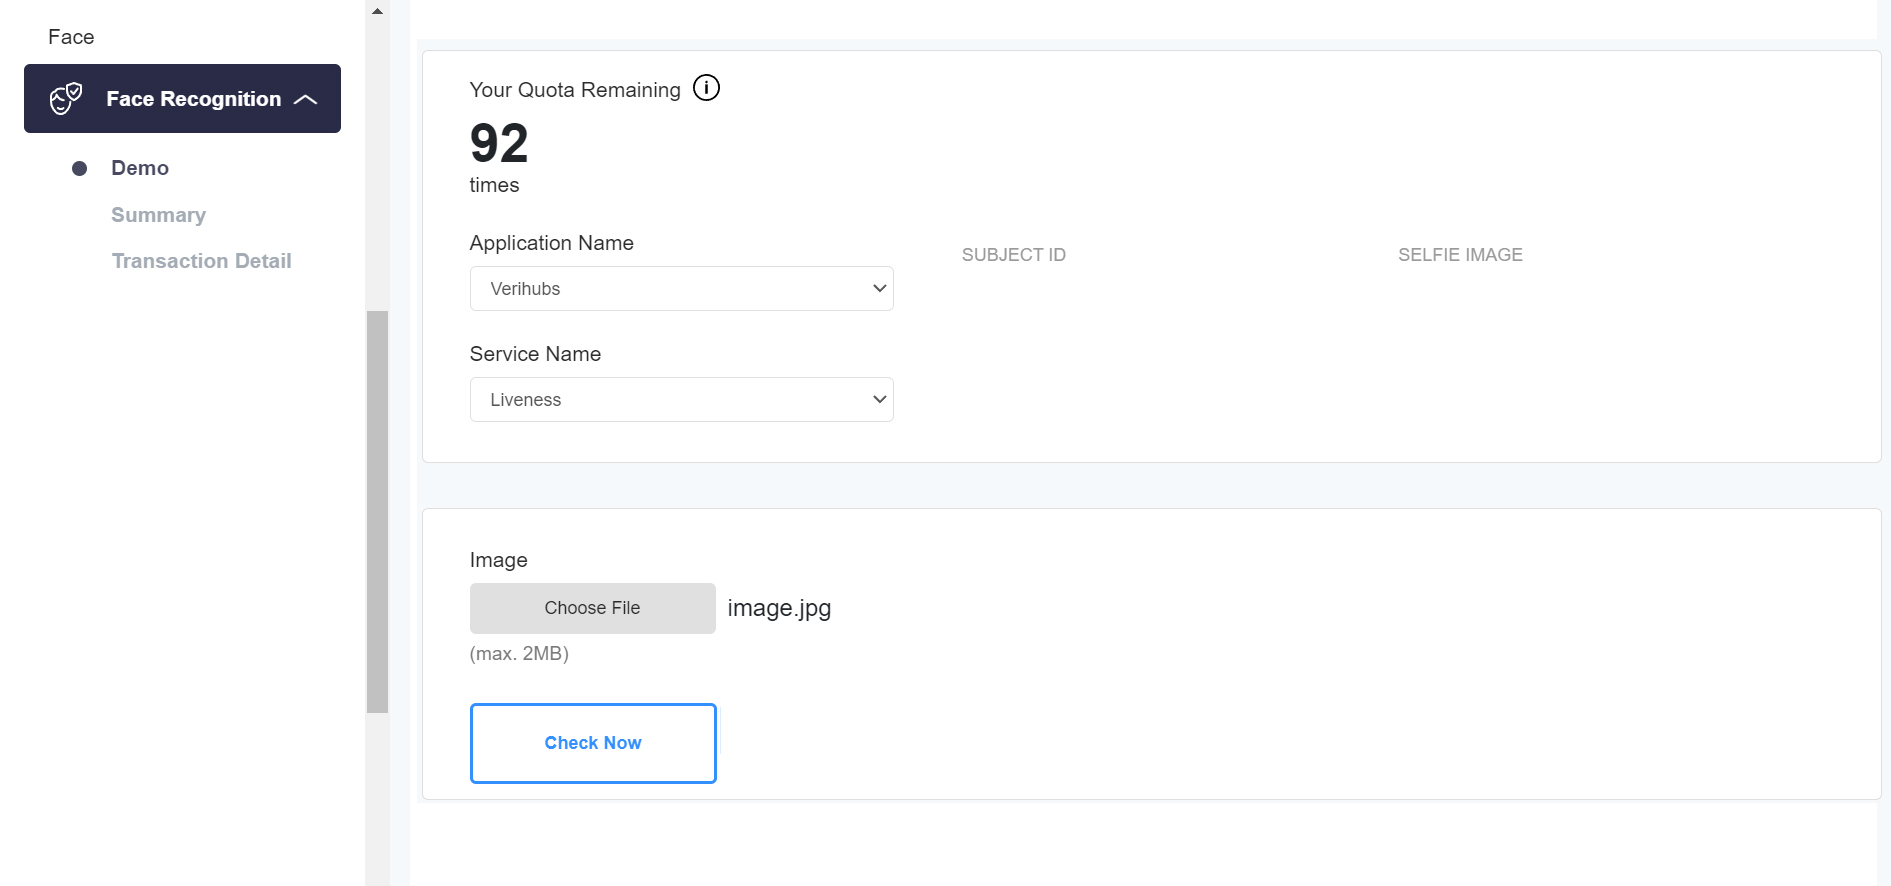 Face
Face Recognition
Demo
Summary
Transaction Detail
Your Quota Remaining
92
times
Application Name
Verihubs
SUBJECT ID
SELFIE IMAGE
Service Name
Liveness
Image
Choose File image.jpg
(max. 2MB)
Check Now